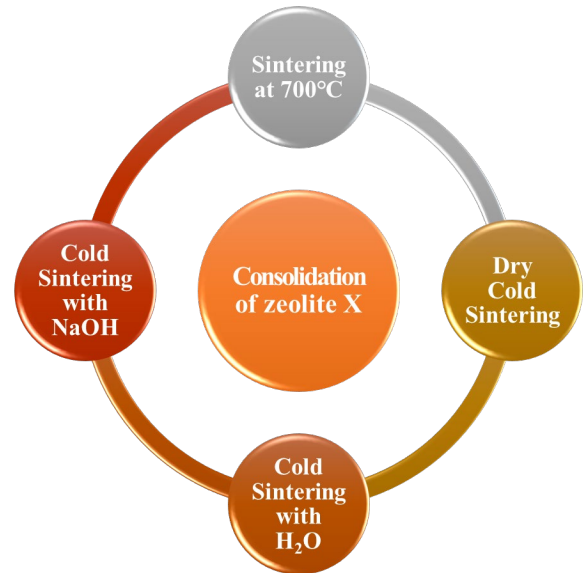 Sintering
at 700°C
Consolidation
of zeolite X
Cold
Sintering
with
NaOH
Dry
Cold
Sintering
Cold
Sintering
with
H₂O